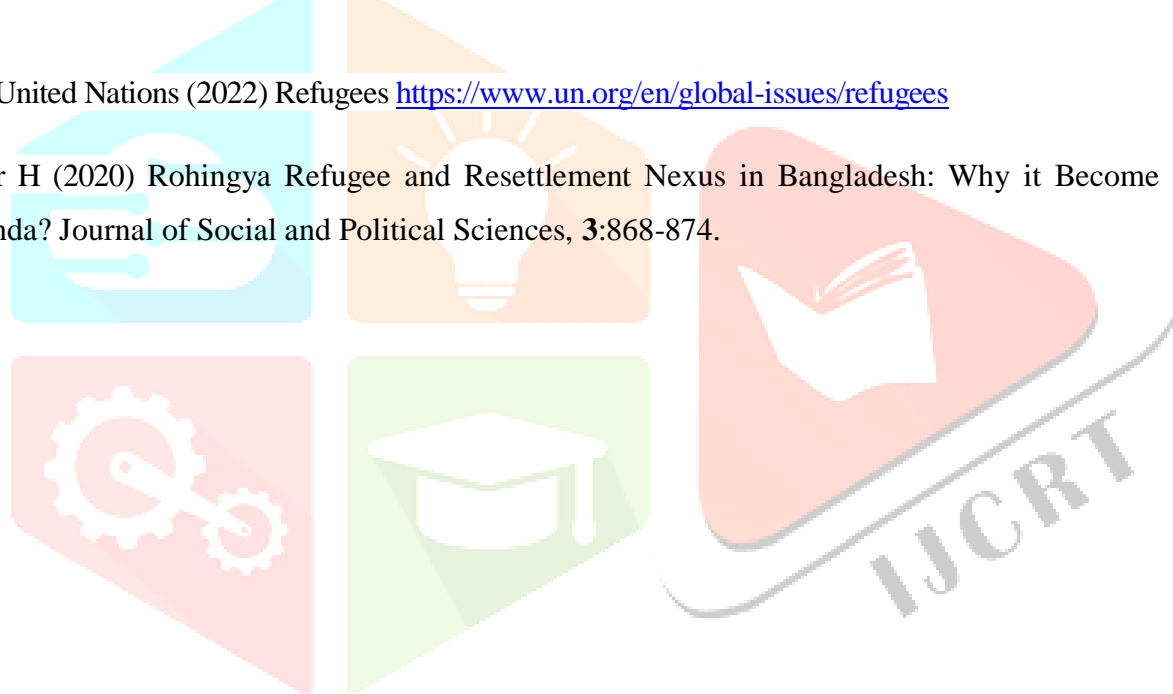 United Nations (2022) Refugees https://www.un.org/en/global-issues/refugees
r H (2020) Rohingya Refugee and Resettlement Nexus in Bangladesh: Why it Become
nda? Journal of Social and Political Sciences, 3:868-874.
IJCRT